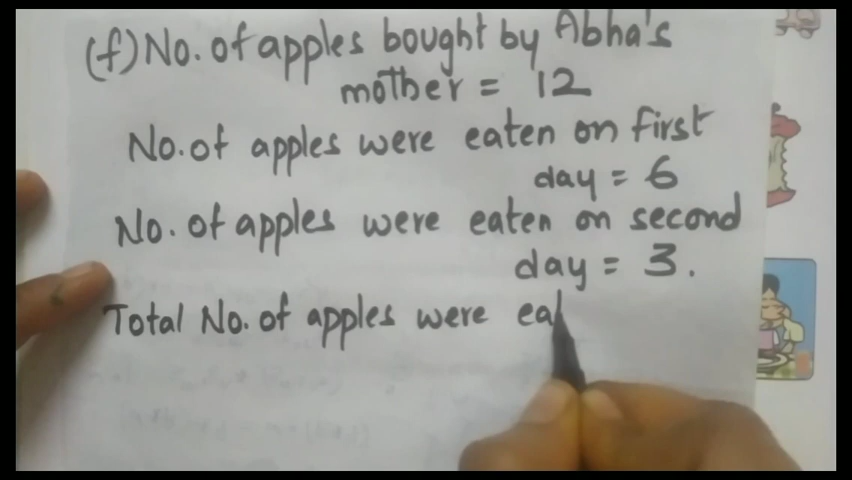 (f) No. of apples bought by Abha's
mother = 12
No. of apples were eaten on first
day = 6
No. of apples were eaten on second
day = 3.
Total No. of apples were ea